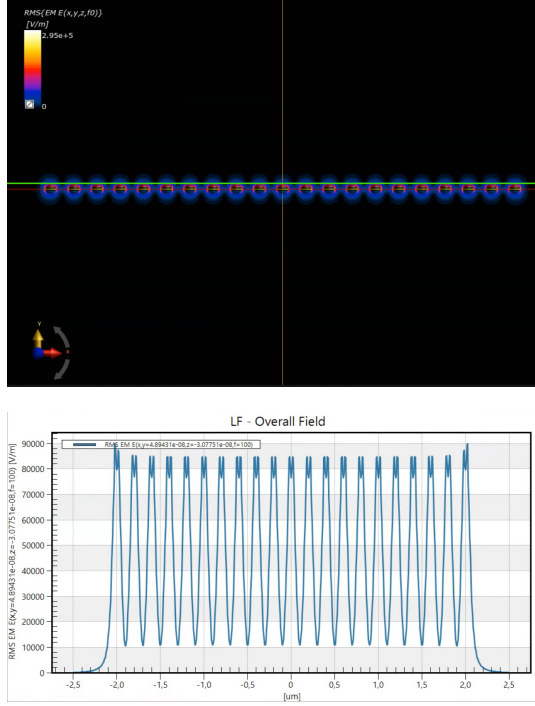 RMS{EM E(x,y,z,f0)}
[V/m]
2.95e+5
0
y
x
LF - Overall Field
RMS EM E(x,y=4.89431e-08,z=-3.07751e-08,f=100)
RMS EM E(x,y=4.89431e-08,z=-3.07751e-08,f=100) [V/m]
90000
80000
70000
60000
50000
40000
30000
20000
10000
0
-2,5 -2,0 -1,5 -1,0 -0,5 0 0,5 1,0 1,5 2,0 2,5
[um]